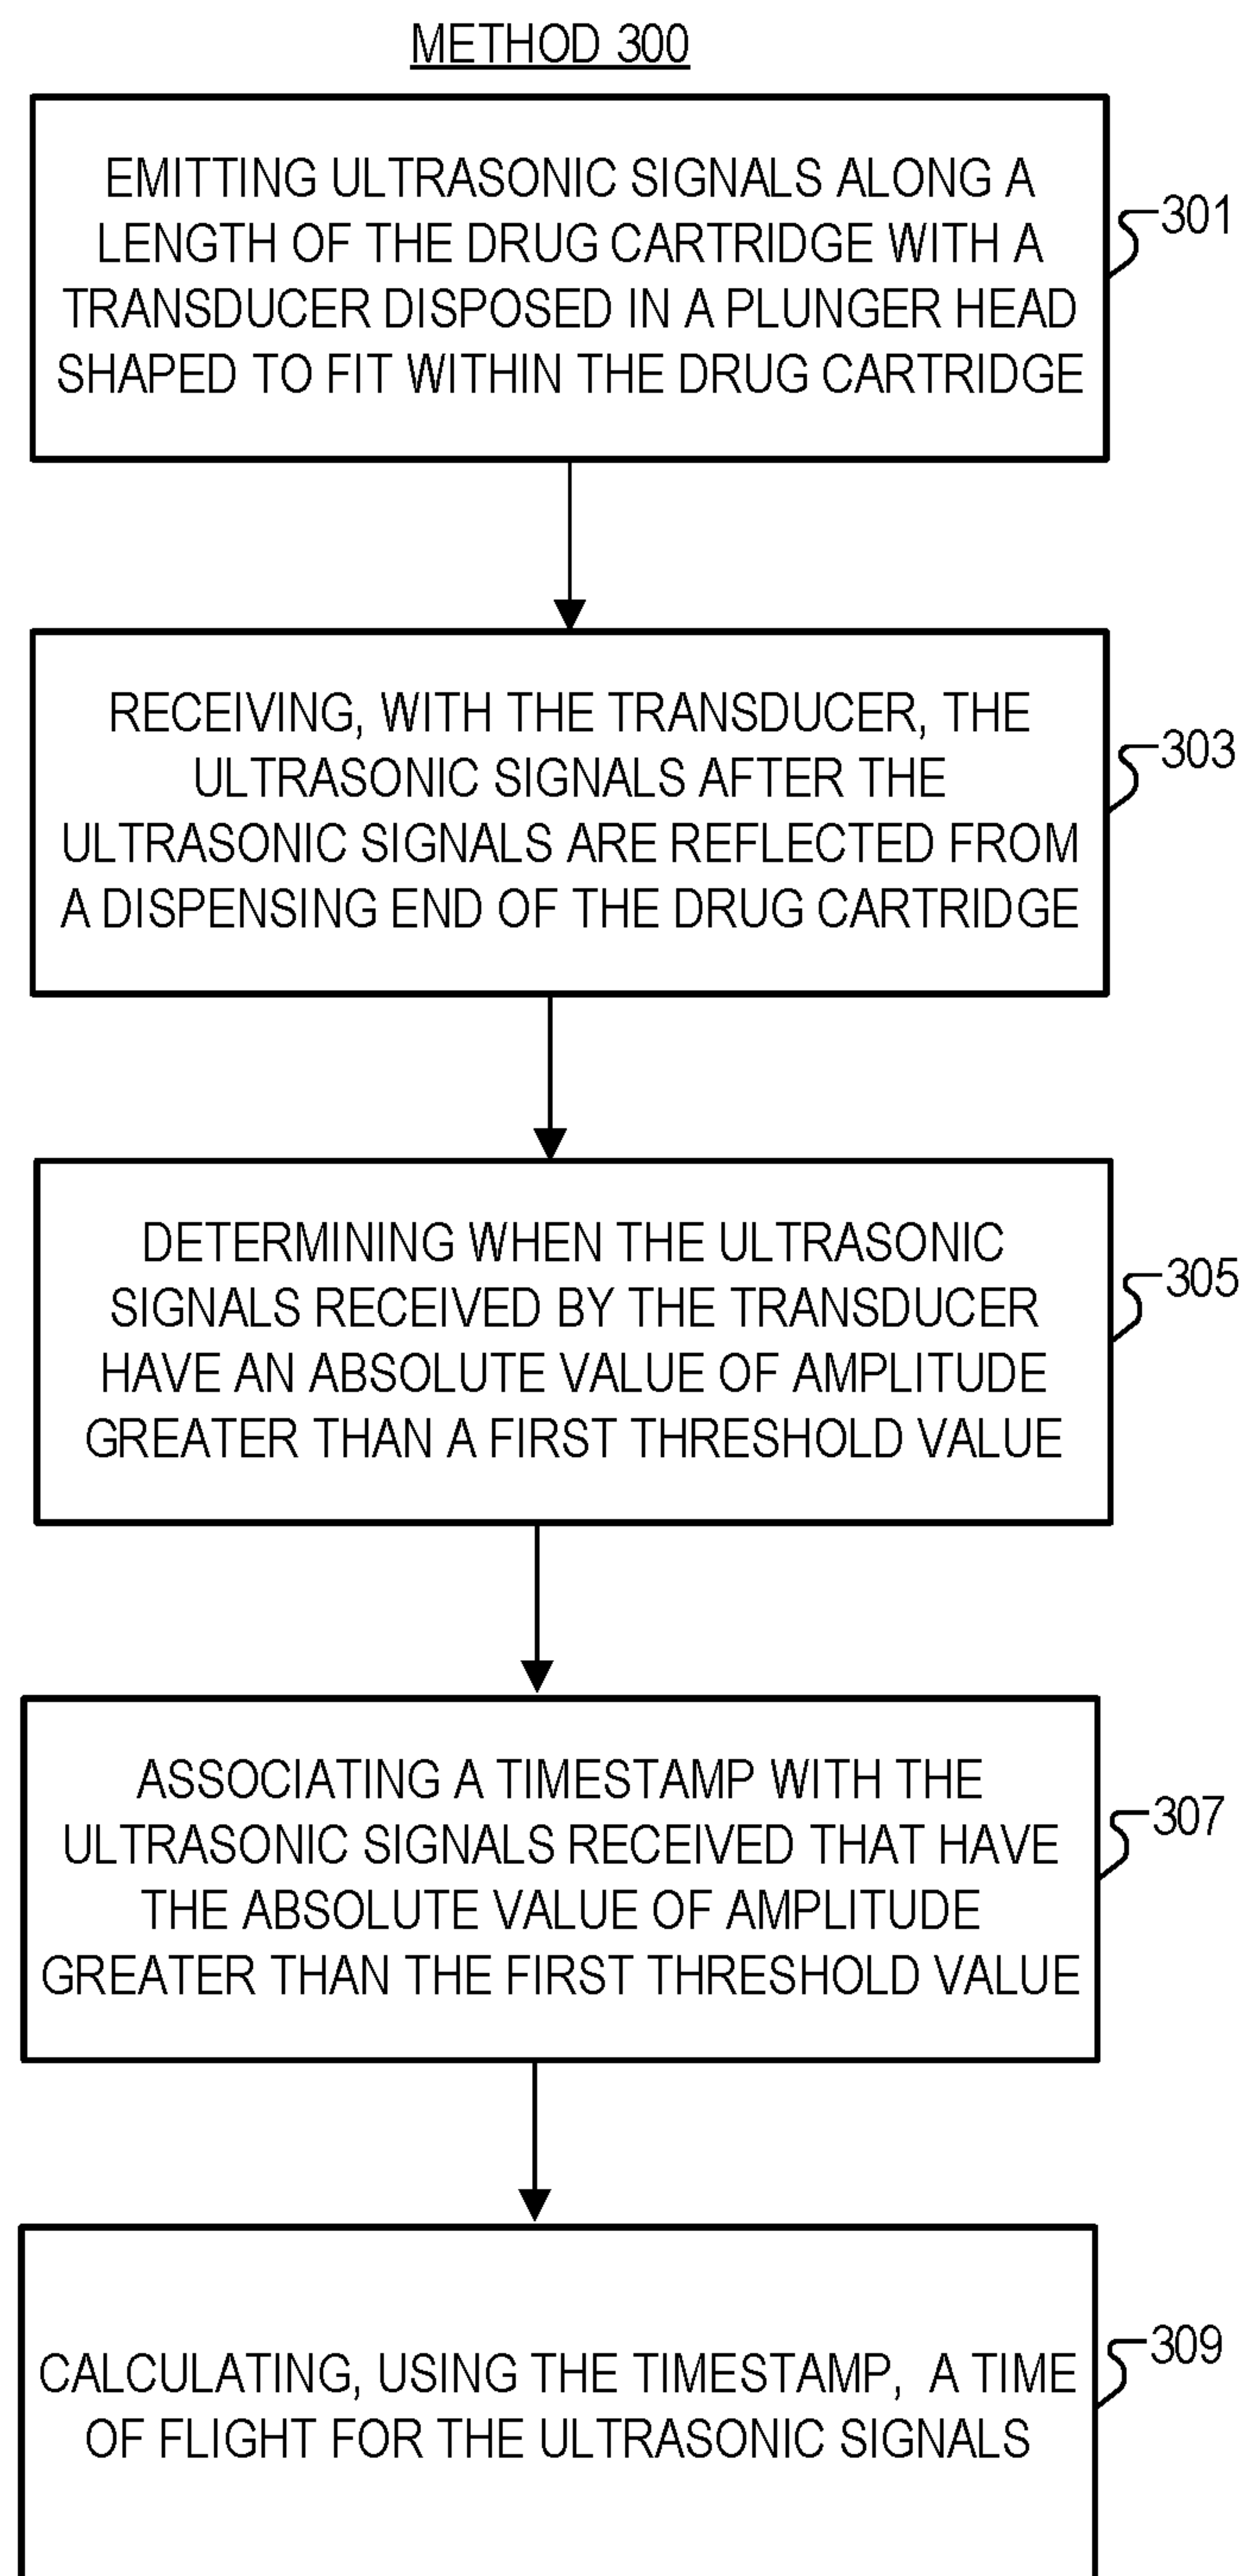 METHOD 300
EMITTING ULTRASONIC SIGNALS ALONG A
LENGTH OF THE DRUG CARTRIDGE WITH A
TRANSDUCER DISPOSED IN A PLUNGER HEAD
SHAPED TO FIT WITHIN THE DRUG CARTRIDGE
301
RECEIVING, WITH THE TRANSDUCER, THE
ULTRASONIC SIGNALS AFTER THE
ULTRASONIC SIGNALS ARE REFLECTED FROM
A DISPENSING END OF THE DRUG CARTRIDGE
303
DETERMINING WHEN THE ULTRASONIC
SIGNALS RECEIVED BY THE TRANSDUCER
HAVE AN ABSOLUTE VALUE OF AMPLITUDE
GREATER THAN A FIRST THRESHOLD VALUE
305
ASSOCIATING A TIMESTAMP WITH THE
ULTRASONIC SIGNALS RECEIVED THAT HAVE
THE ABSOLUTE VALUE OF AMPLITUDE
GREATER THAN THE FIRST THRESHOLD VALUE
307
CALCULATING, USING THE TIMESTAMP, A TIME
OF FLIGHT FOR THE ULTRASONIC SIGNALS
309